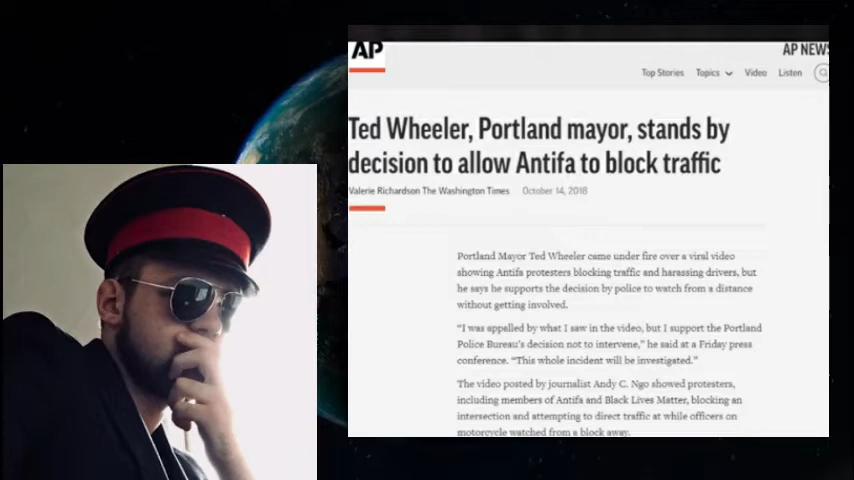 AP
AP NEWS
Top Stories Topics Video Listen
Ted Wheeler, Portland mayor, stands by
decision to allow Antifa to block traffic
Valerie Richardson The Washington Times October 14, 2018
Portland Mayor Ted Wheeler came under fire over a viral video
showing Antifa protesters blocking traffic and harassing drivers, but
he says he supports the decision by police to watch from a distance
without getting involved.
“I was appalled by what I saw in the video, but I support the Portland
Police Bureau’s decision not to intervene,” he said at a Friday press
conference. “This whole incident will be investigated.”
The video posted by journalist Andy C. Ngo showed protesters,
including members of Antifa and Black Lives Matter, blocking an
intersection and attempting to direct traffic at while officers on
motorcycle watched from a block away.